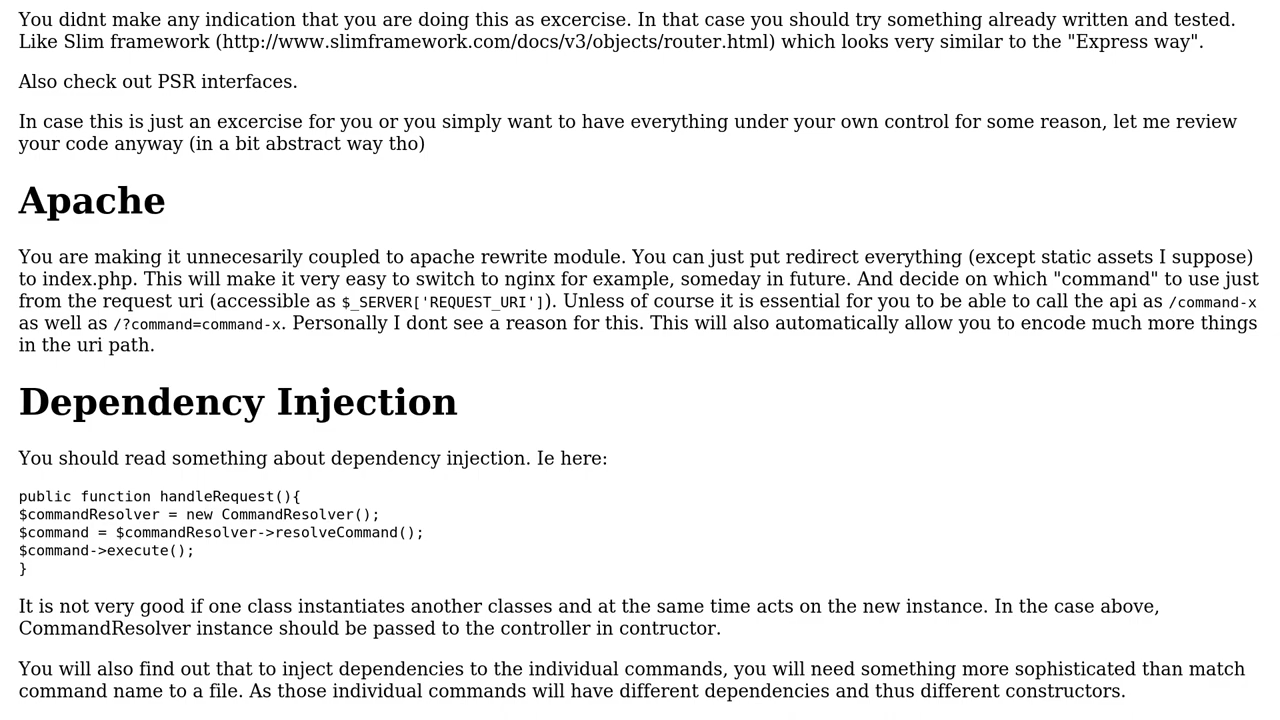 You didnt make any indication that you are doing this as excercise. In that case you should try something already written and tested.
Like Slim framework (http://www.slimframework.com/docs/v3/objects/router.html) which looks very similar to the "Express way".
Also check out PSR interfaces.
In case this is just an excercise for you or you simply want to have everything under your own control for some reason, let me review
your code anyway (in a bit abstract way tho)
Apache
You are making it unnecesarily coupled to apache rewrite module. You can just put redirect everything (except static assets I suppose)
to index.php. This will make it very easy to switch to nginx for example, someday in future. And decide on which "command" to use just
from the request uri (accessible as $_SERVER['REQUEST_URI']). Unless of course it is essential for you to be able to call the api as /command-x
as well as /?command=command-x. Personally I dont see a reason for this. This will also automatically allow you to encode much more things
in the uri path.
Dependency Injection
You should read something about dependency injection. Ie here:
public function handleRequest(){
$commandResolver = new CommandResolver();
$command = $commandResolver->resolveCommand();
$command->execute();
}
It is not very good if one class instantiates another classes and at the same time acts on the new instance. In the case above,
CommandResolver instance should be passed to the controller in contructor.
You will also find out that to inject dependencies to the individual commands, you will need something more sophisticated than match
command name to a file. As those individual commands will have different dependencies and thus different constructors.